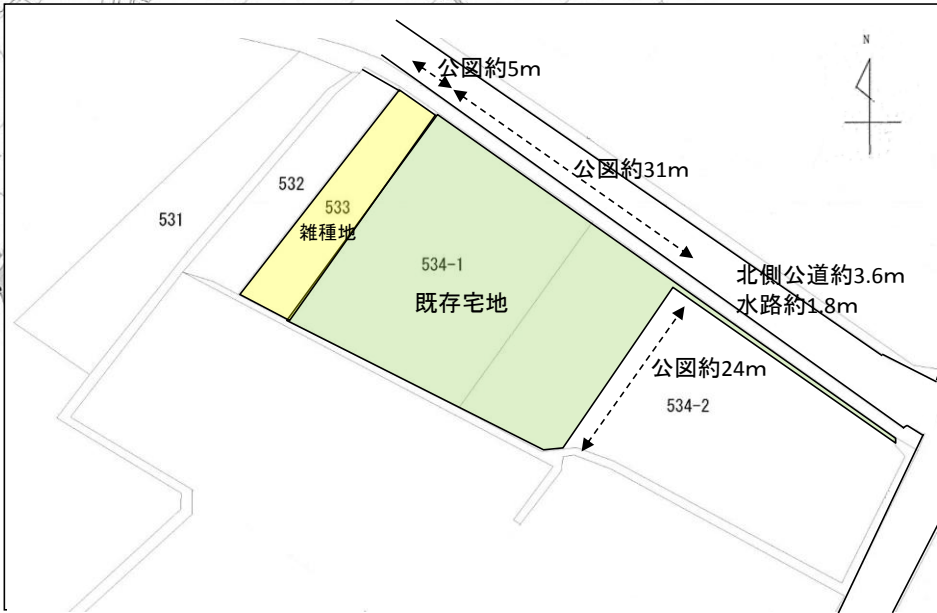 N
公図約5m
公図約31m
532
533
雑種地
531
534-1
既存宅地
北側公道約3.6m
水路約1.8m
公図約24m
534-2